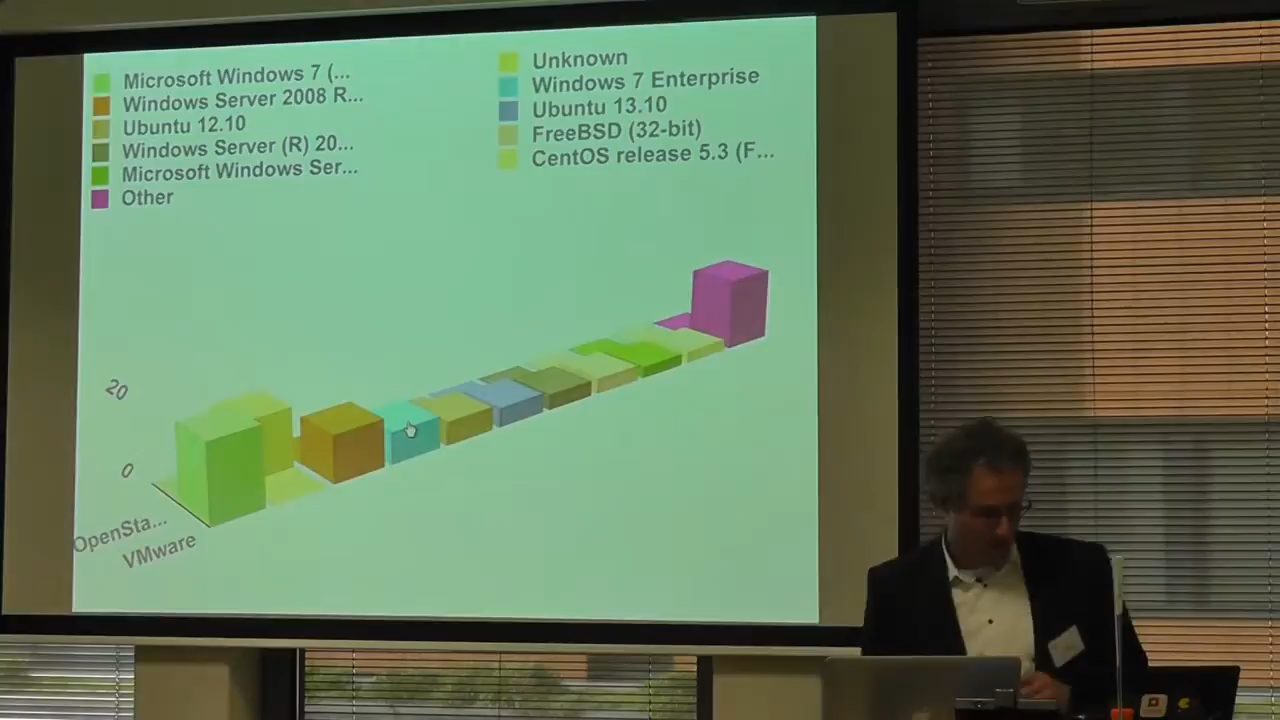 Microsoft Windows 7 (...
Windows Server 2008 R...
Ubuntu 12.10
Windows Server (R) 20...
Microsoft Windows Ser...
Other
Unknown
Windows 7 Enterprise
Ubuntu 13.10
FreeBSD (32-bit)
CentOS release 5.3 (F...
20
0
OpenSta...
VMware